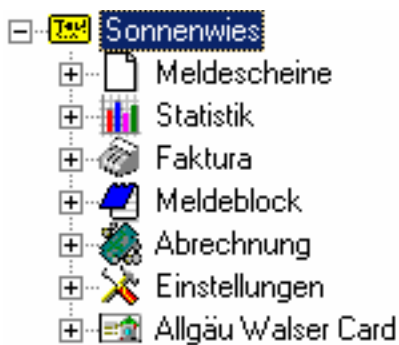 Sonnenwies
Meldescheine
Statistik
Faktura
Meldeblock
Abrechnung
Einstellungen
Allgäu Walser Card